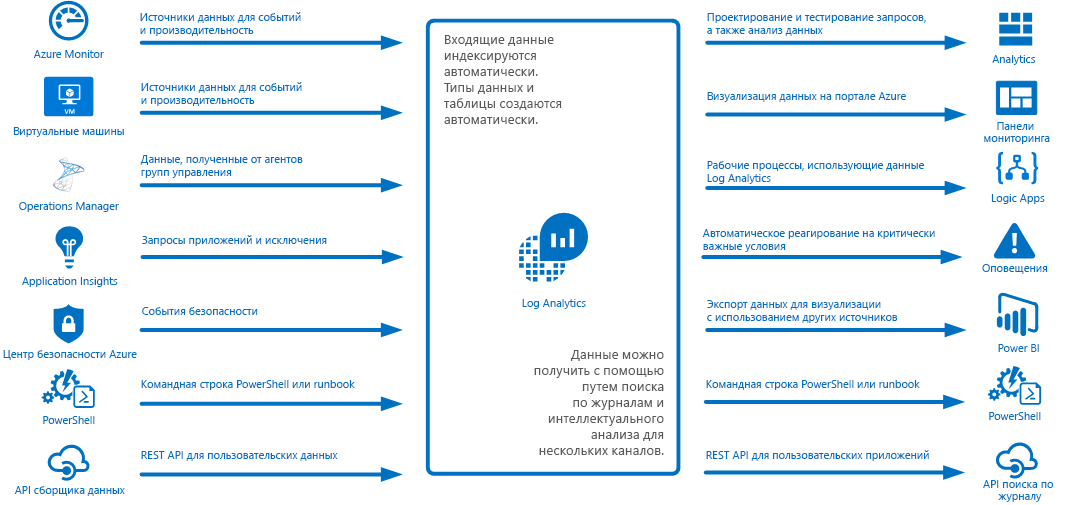 Источники данных для событий
и производительность
Azure Monitor
Источники данных для событий
и производительность
VM
Виртуальные машины
Данные, полученные от агентов
групп управления
Operations Manager
Запросы приложений и исключения
Application Insights
События безопасности
Центр безопасности Azure
Командная строка PowerShell или runbook
PowerShell
REST API для пользовательских данных
API сборщика данных
Входящие данные
индексируются
автоматически.
Типы данных и
таблицы создаются
автоматически.
Log Analytics
Данные можно
получить с помощью
путем поиска
по журналам и
интеллектуального
анализа для
нескольких каналов.
Проектирование и тестирование запросов,
а также анализ данных
Analytics
Визуализация данных на портале Azure
Панели
мониторинга
Рабочие процессы, использующие данные
Log Analytics
Logic Apps
Автоматическое реагирование на критически
важные условия
Оповещения
Экспорт данных для визуализации
с использованием других источников
Power BI
Командная строка PowerShell или runbook
PowerShell
REST API для пользовательских приложений
API поиска по
журналу